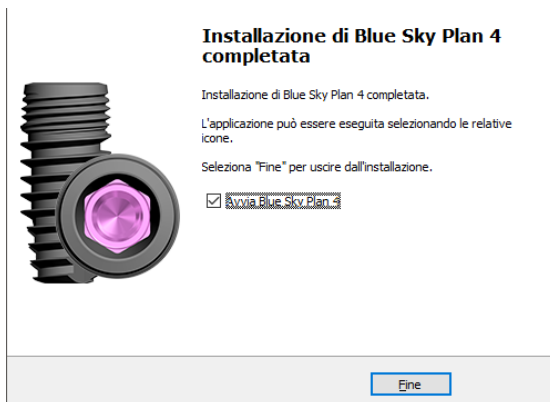 Installazione di Blue Sky Plan 4
completata
Installazione di Blue Sky Plan 4 completata.
L'applicazione può essere eseguita selezionando le relative
icone.
Seleziona "Fine" per uscire dall'installazione.
Avvia Blue Sky Plan 4
Fine